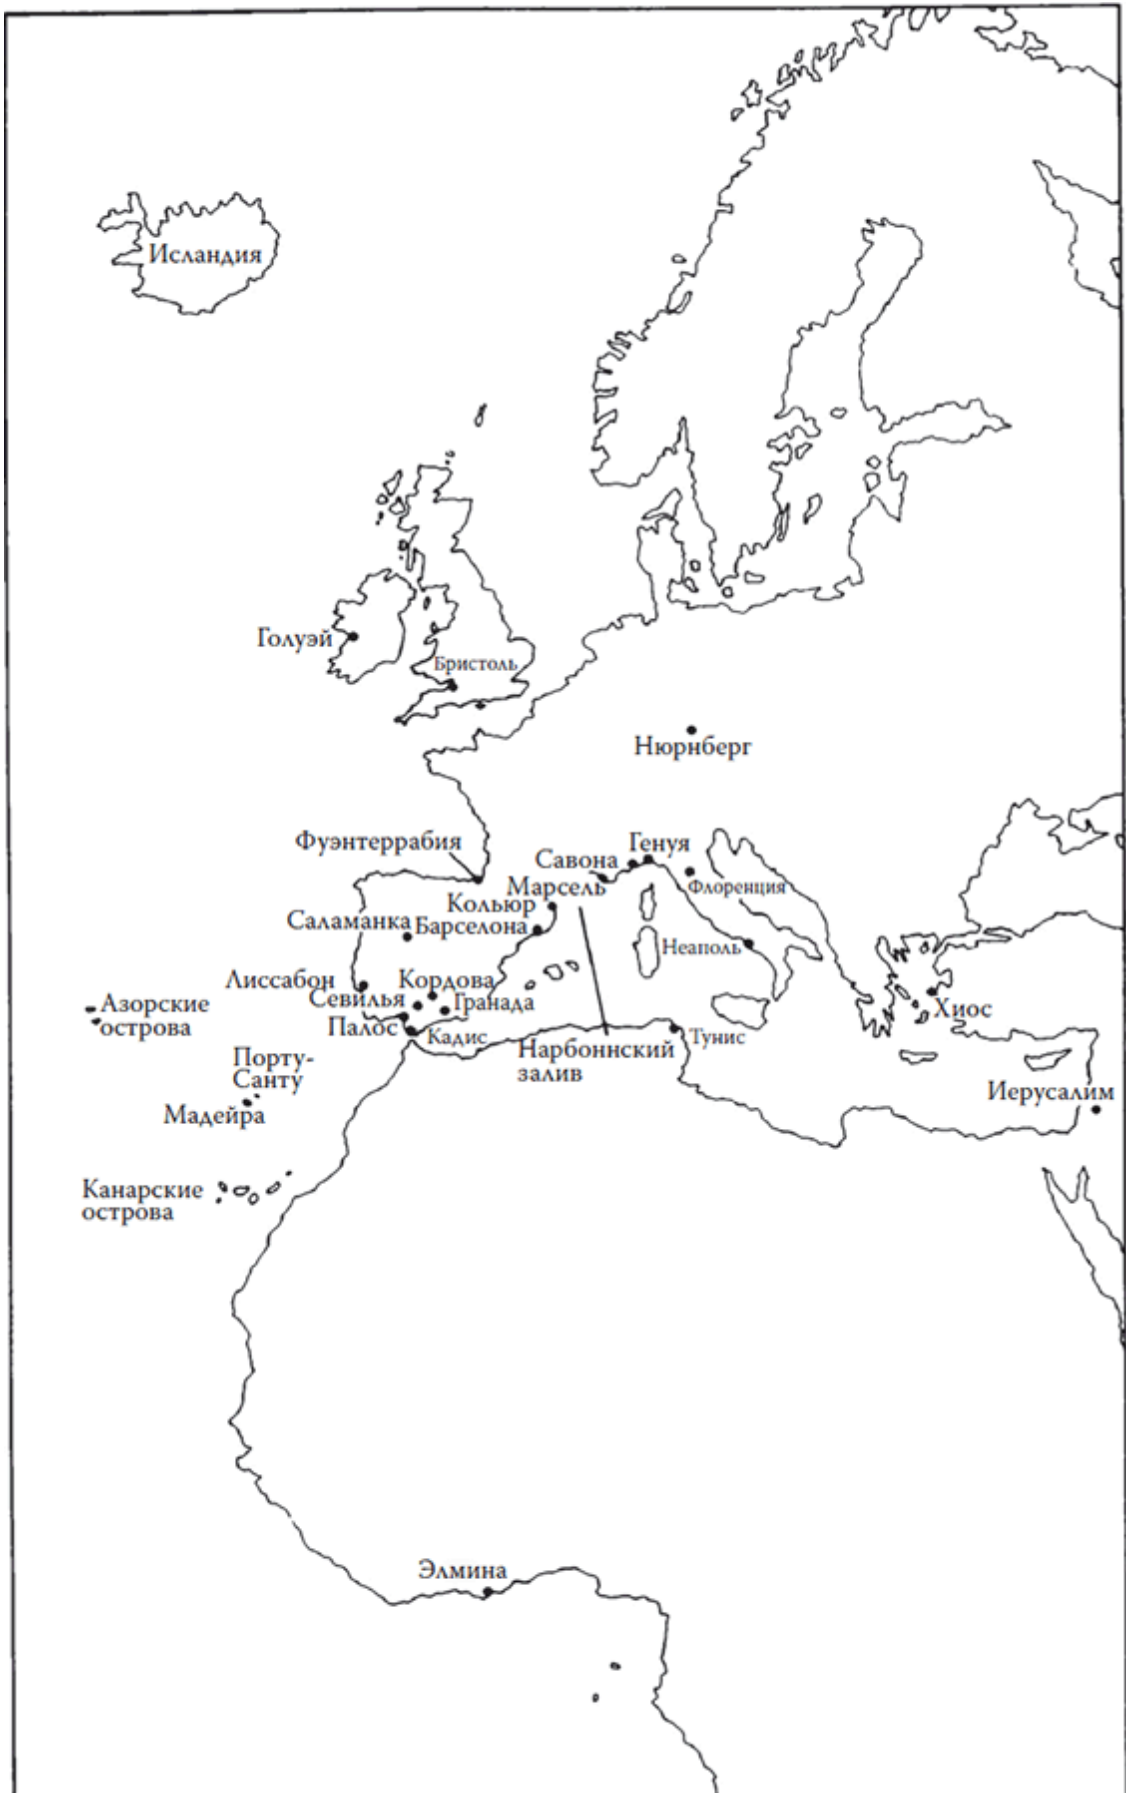 Исландия
Голуэй
Бристоль
Нюрнберг
Фуэнтеррабия
Генуя
Савона
Марсель
Флоренция
Кольюр
Саламанка
Барселона
Неаполь
Лиссабон
Кордова
Севилья
Гранада
Хиос
Азорские
острова
Палос
Кадис
Тунис
Нарбоннский
залив
Порту-
Санту
Мадейра
Иерусалим
Канарские
острова
Элмина